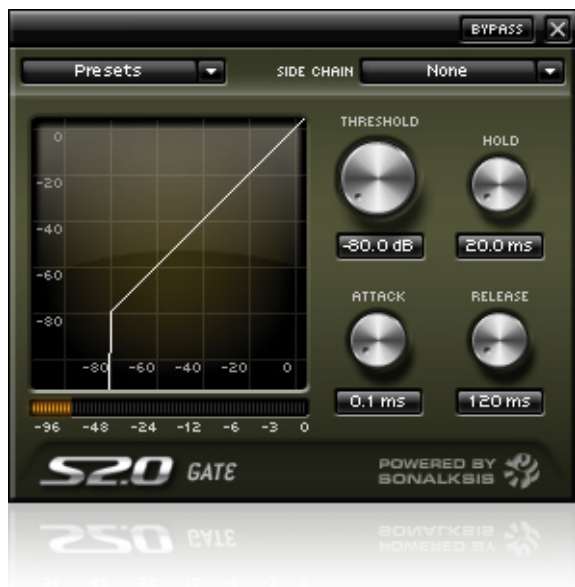 BYPASS
Presets
SIDE CHAIN
None
THRESHOLD
HOLD
0
-20
-40
-60
-80
-80 -60 -40 -20 0
-80.0 dB
20.0 ms
ATTACK
RELEASE
0.1 ms
120 ms
-96 -48 -24 -12 -6 -3 0
S2.0 GATE
POWERED BY
SONALKSIS